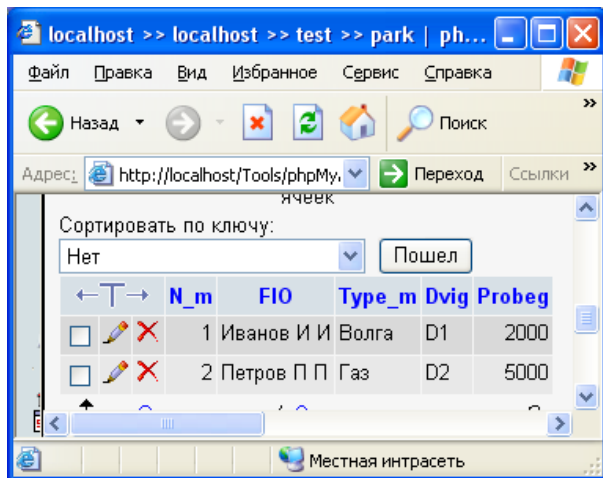 localhost >> localhost >> test >> park | ph...
Файл Правка Вид Избранное Сервис Справка
Назад Поиск »
Адрес: http://localhost/Tools/phpMy. Переход Ссылки »
ячеек
Сортировать по ключу:
Нет Пошел
←T→ N_m FIO Type_m Dvig Probeg
1 Иванов И И Волга D1 2000
2 Петров П П Газ D2 5000
Местная интрасеть